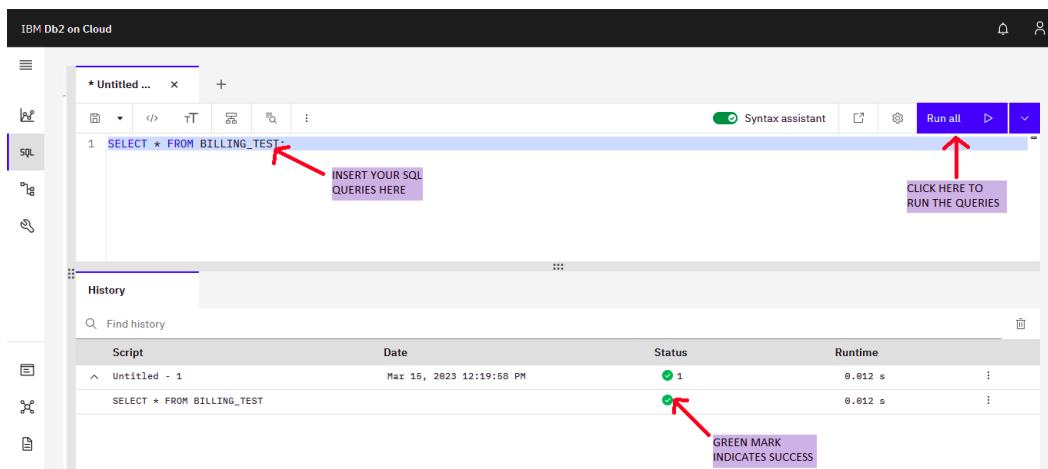 IBM Db2 on Cloud
* Untitled ... × +
</> TT Syntax assistant Run all
SQL
1 SELECT * FROM BILLING_TEST;
INSERT YOUR SQL
QUERIES HERE
CLICK HERE TO
RUN THE QUERIES
History
Find history
Script Date Status Runtime
Untitled - 1 Mar 15, 2023 12:19:58 PM 1 0.012 s
SELECT * FROM BILLING_TEST 0.012 s
GREEN MARK
INDICATES SUCCESS